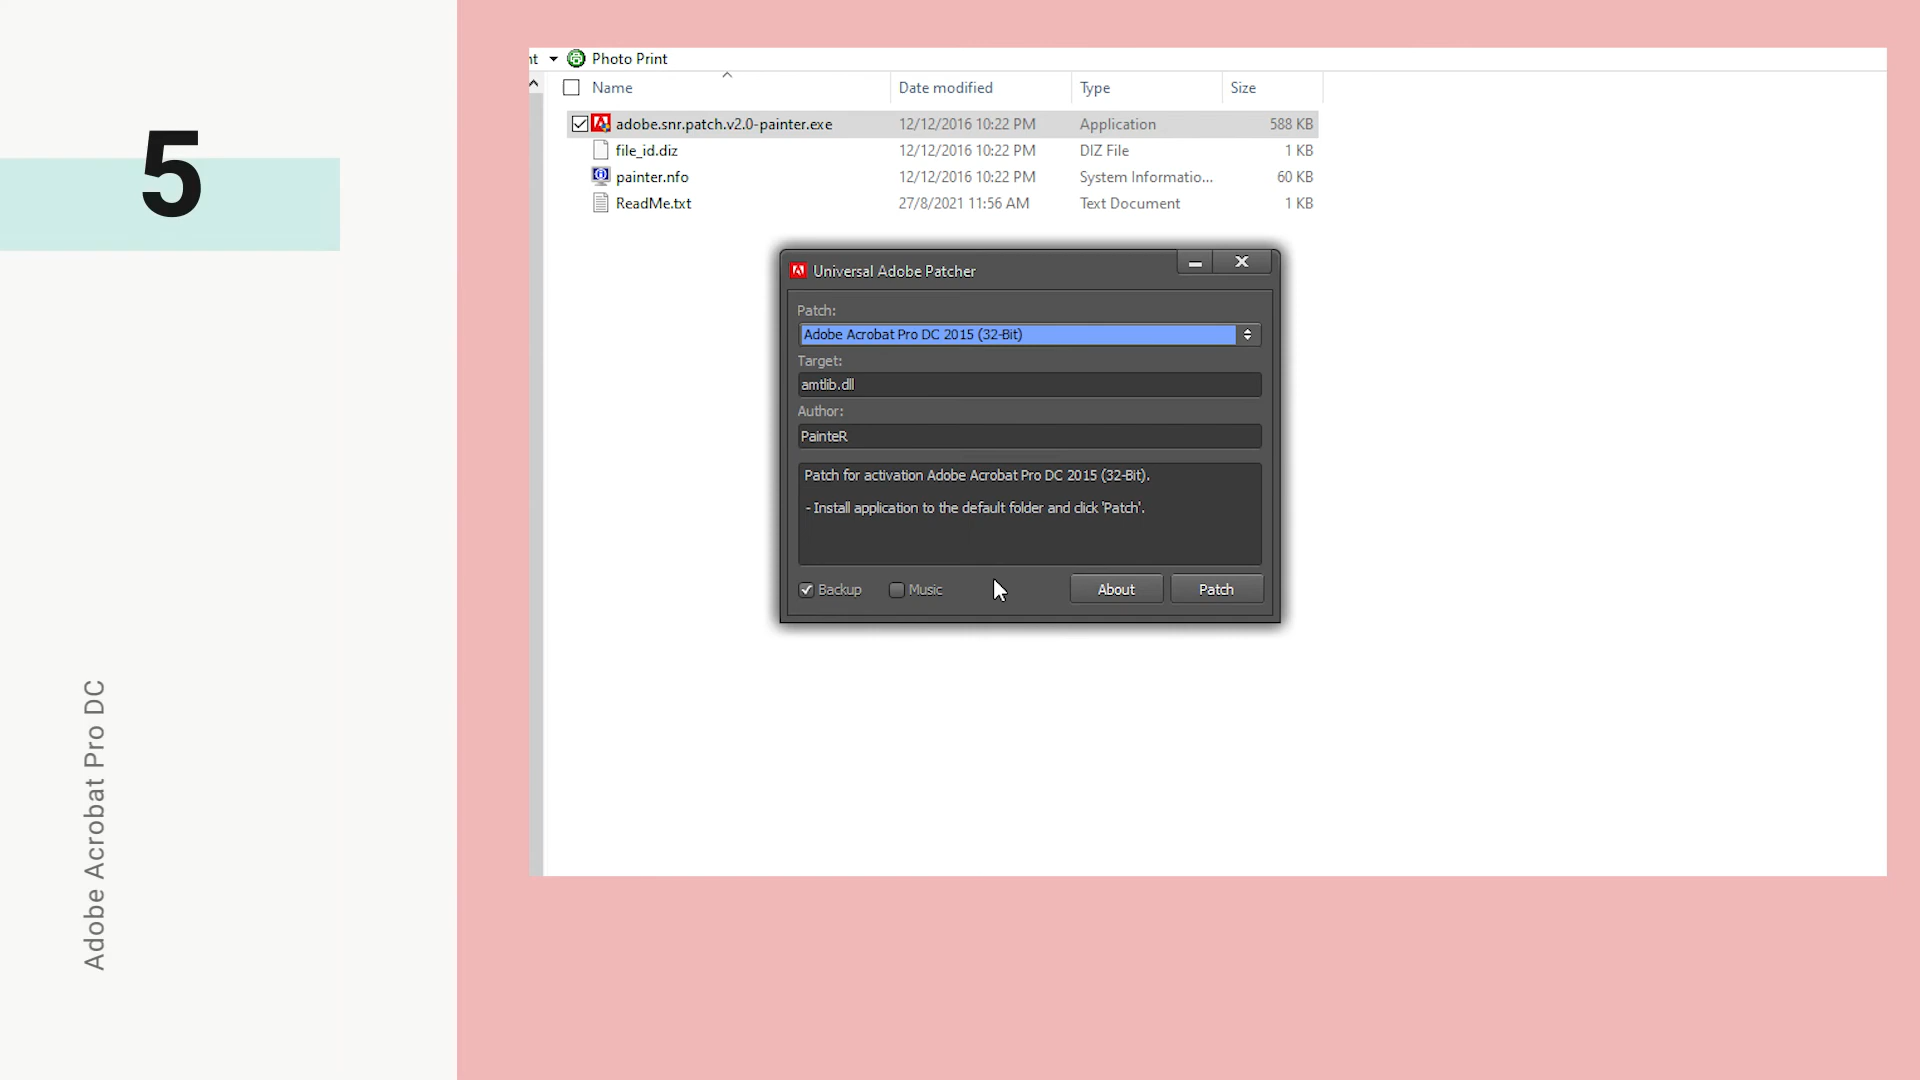 5
Adobe Acrobat Pro DC
nt Photo Print
Name Date modified Type Size
adobe.snr.patch.v2.0-painter.exe 12/12/2016 10:22 PM Application 588 KB
file_id.diz 12/12/2016 10:22 PM DIZ File 1 KB
painter.nfo 12/12/2016 10:22 PM System Informatio... 60 KB
ReadMe.txt 27/8/2021 11:56 AM Text Document 1 KB
Universal Adobe Patcher
Patch:
Adobe Acrobat Pro DC 2015 (32-Bit)
Target:
amtlib.dll
Author:
PainteR
Patch for activation Adobe Acrobat Pro DC 2015 (32-Bit).
- Install application to the default folder and click 'Patch'.
Backup Music About Patch